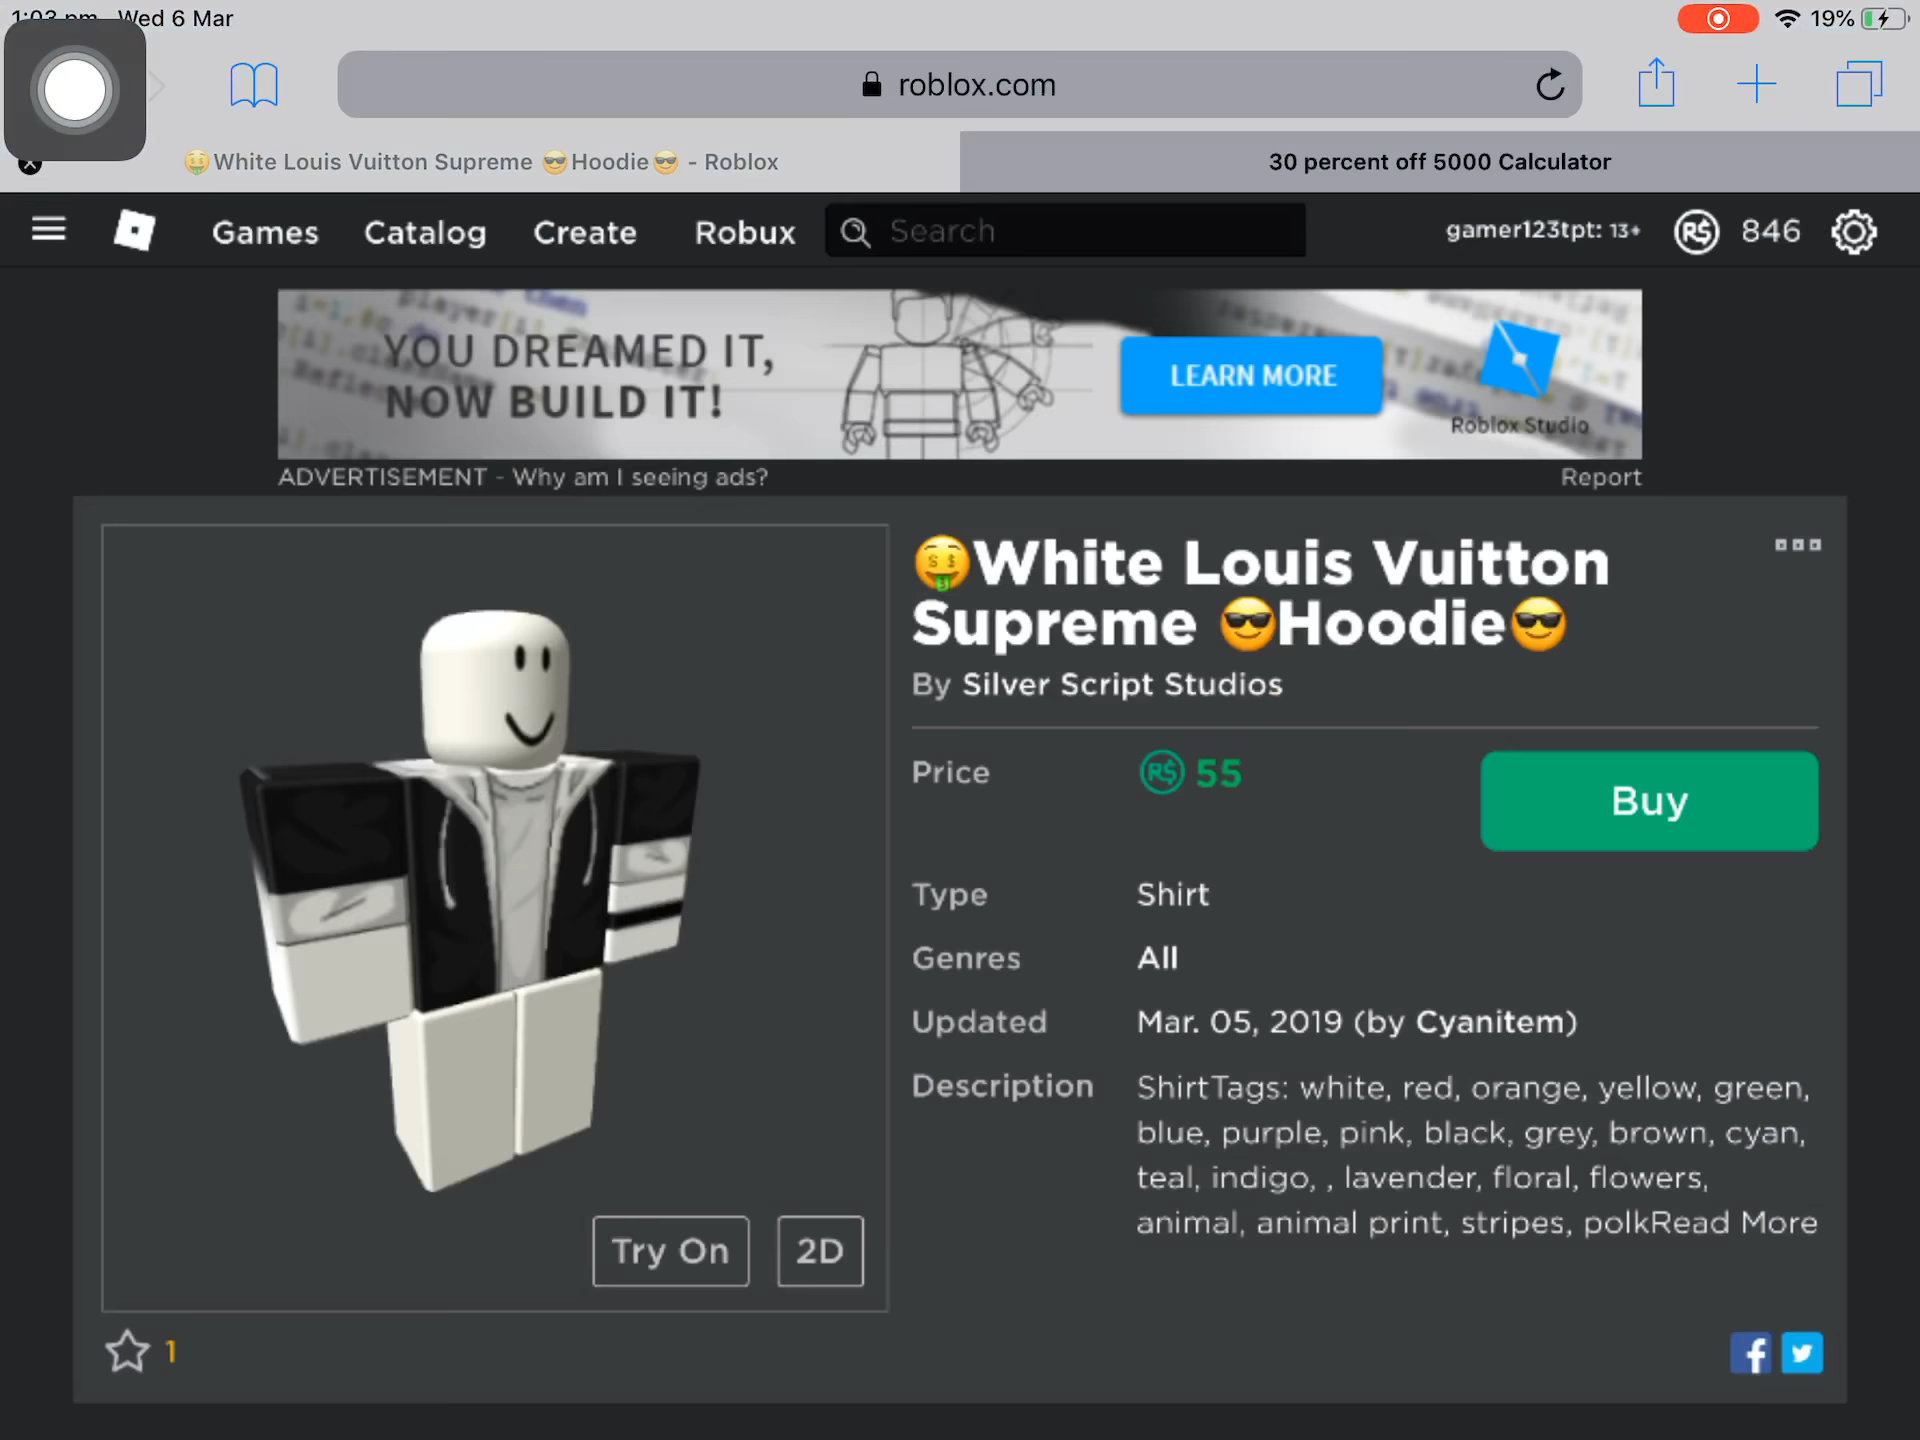 1:03 pm Wed 6 Mar
19%
roblox.com
🤑White Louis Vuitton Supreme 😎Hoodie😎 - Roblox
30 percent off 5000 Calculator
Games
Catalog
Create
Robux
Search
gamer123tpt: 13+
R$ 846
YOU DREAMED IT,
NOW BUILD IT!
LEARN MORE
Roblox Studio
ADVERTISEMENT - Why am I seeing ads?
Report
🤑White Louis Vuitton
Supreme 😎Hoodie😎
By Silver Script Studios
Price
R$ 55
Buy
Type
Shirt
Genres
All
Updated
Mar. 05, 2019 (by Cyanitem)
Description
ShirtTags: white, red, orange, yellow, green,
blue, purple, pink, black, grey, brown, cyan,
teal, indigo, , lavender, floral, flowers,
animal, animal print, stripes, polkRead More
Try On
2D
1